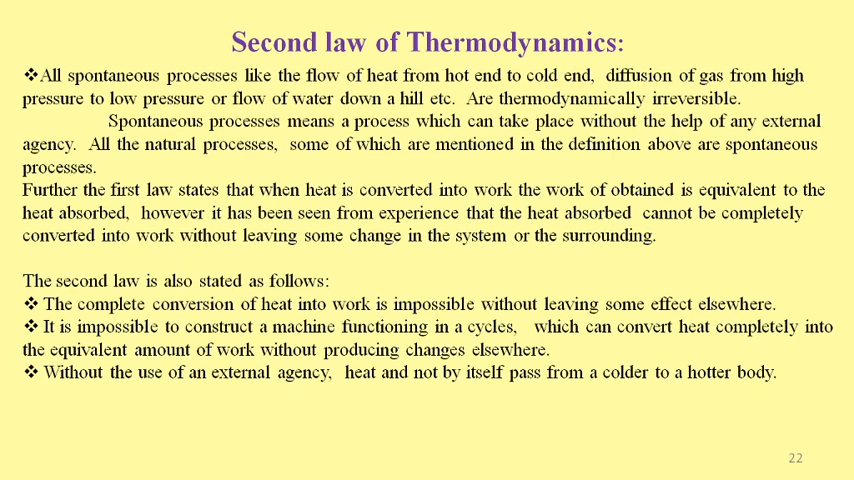 Second law of Thermodynamics:
❖All spontaneous processes like the flow of heat from hot end to cold end, diffusion of gas from high
pressure to low pressure or flow of water down a hill etc. Are thermodynamically irreversible.
Spontaneous processes means a process which can take place without the help of any external
agency. All the natural processes, some of which are mentioned in the definition above are spontaneous
processes.
Further the first law states that when heat is converted into work the work of obtained is equivalent to the
heat absorbed, however it has been seen from experience that the heat absorbed cannot be completely
converted into work without leaving some change in the system or the surrounding.
The second law is also stated as follows:
❖ The complete conversion of heat into work is impossible without leaving some effect elsewhere.
❖ It is impossible to construct a machine functioning in a cycles, which can convert heat completely into
the equivalent amount of work without producing changes elsewhere.
❖ Without the use of an external agency, heat and not by itself pass from a colder to a hotter body.
22